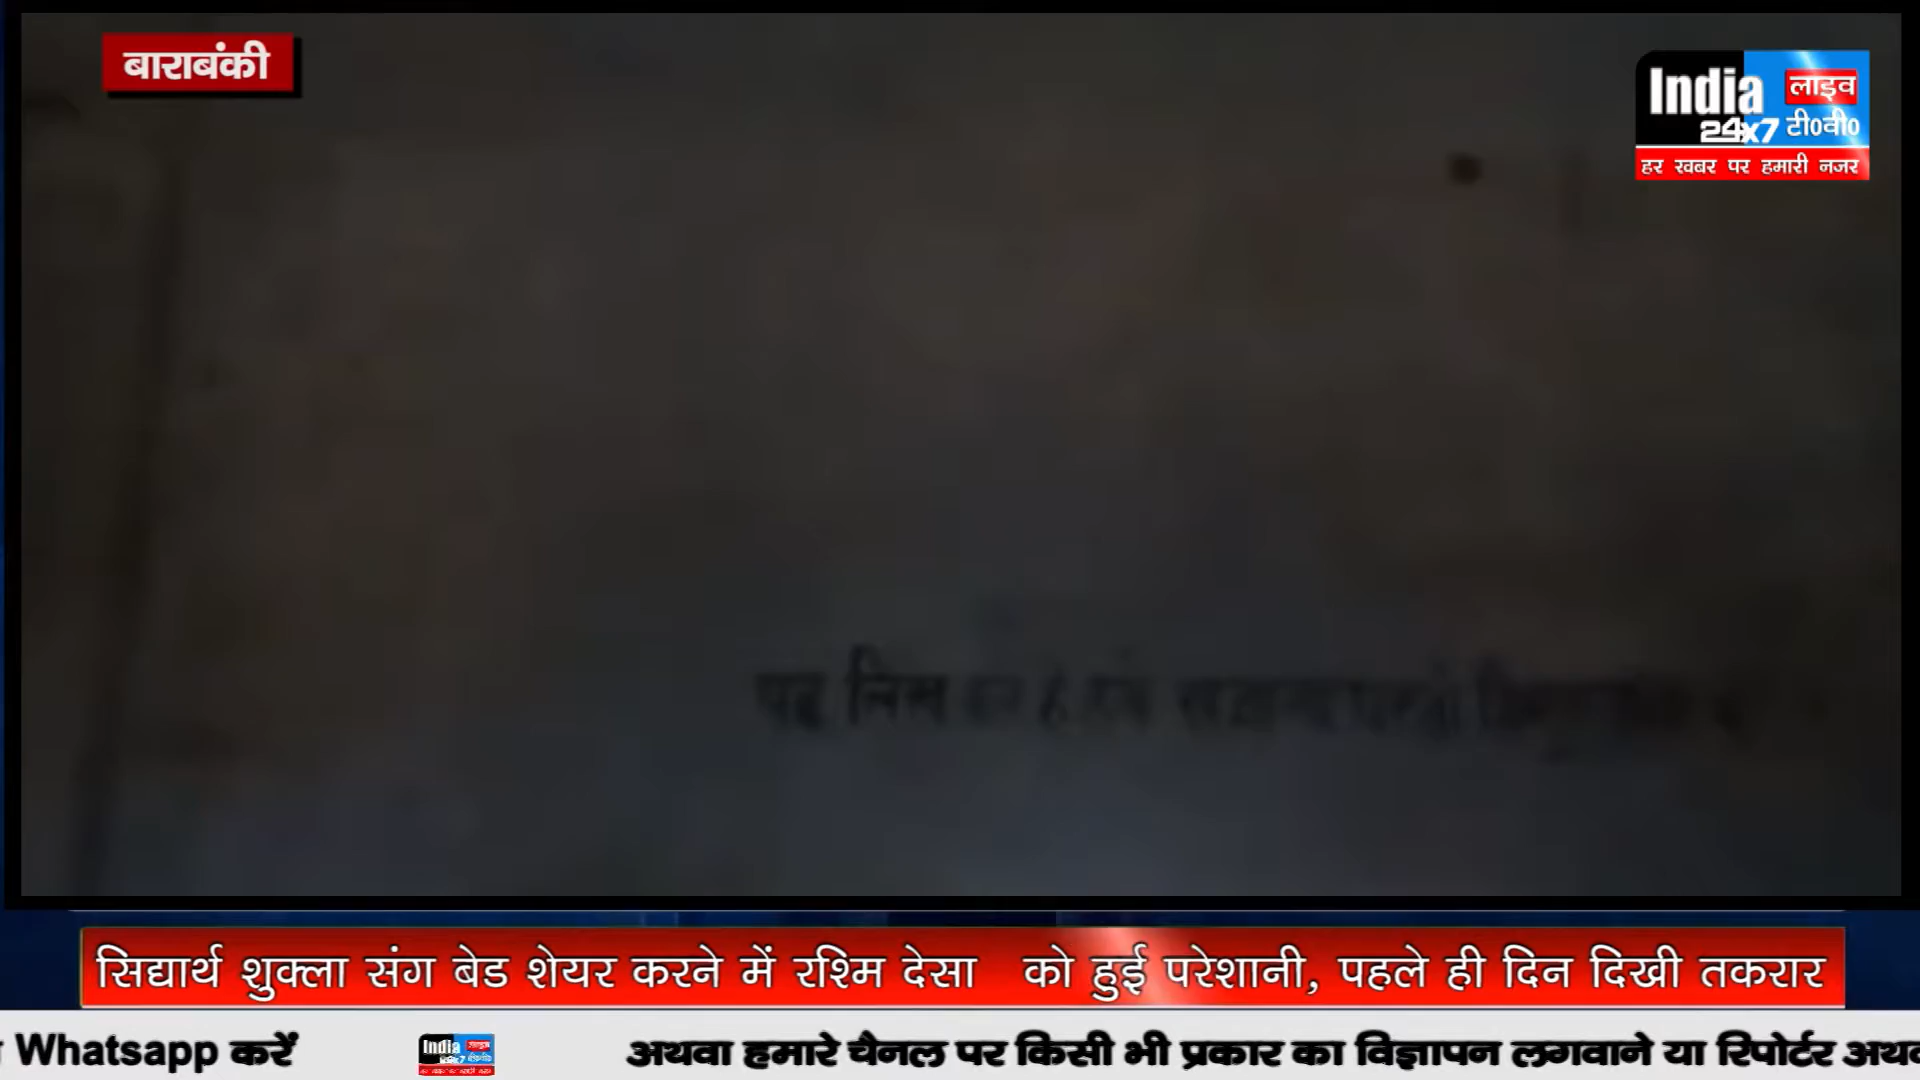 बाराबंकी
India लाइव
24x7 टी0वी0
हर खबर पर हमारी नजर
सिद्यार्थ शुक्ला संग बेड शेयर करने में रश्मि देसा को हुई परेशानी, पहले ही दिन दिखी तकरार
Whatsapp करें
अथवा हमारे चैनल पर किसी भी प्रकार का विज्ञापन लगवाने या रिपोर्टर